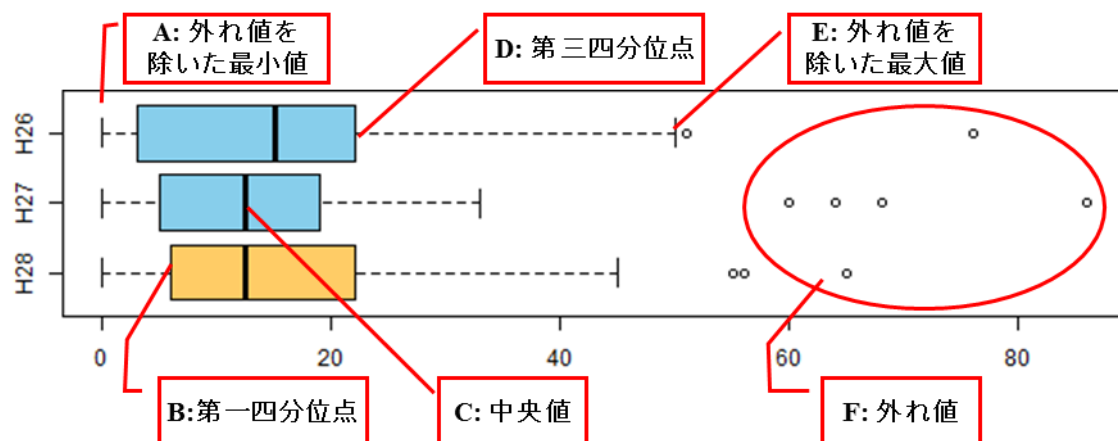 A: 外れ値を
除いた最小値
D: 第三四分位点
E: 外れ値を
除いた最大値
H26
H27
H28
0
20
40
60
80
B:第一四分位点
C: 中央値
F: 外れ値